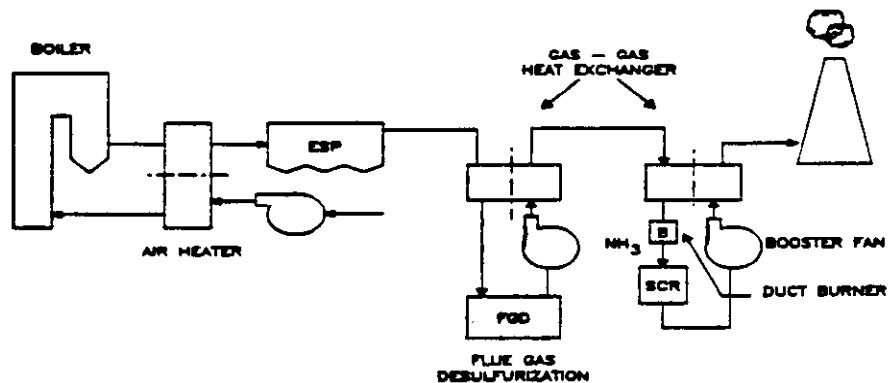 BOILER
GAS — GAS
HEAT EXCHANGER
ESP
AIR HEATER
NH3
B
BOOSTER FAN
SCR
DUCT BURNER
FGD
FLUE GAS
DESULFURIZATION